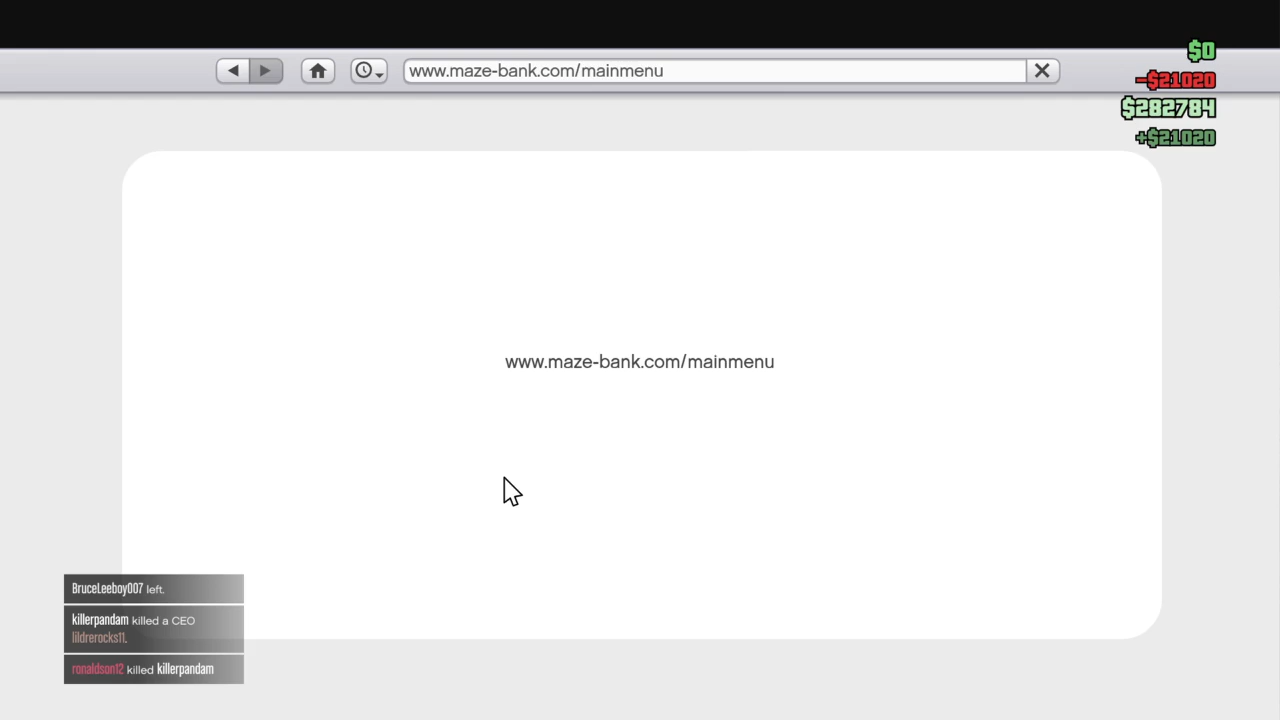 www.maze-bank.com/mainmenu
$0
-$21020
$282784
+$21020
www.maze-bank.com/mainmenu
BruceLeeboy007 left.
killerpandam killed a CEO
lildrerocks11.
ronaldson12 killed killerpandam